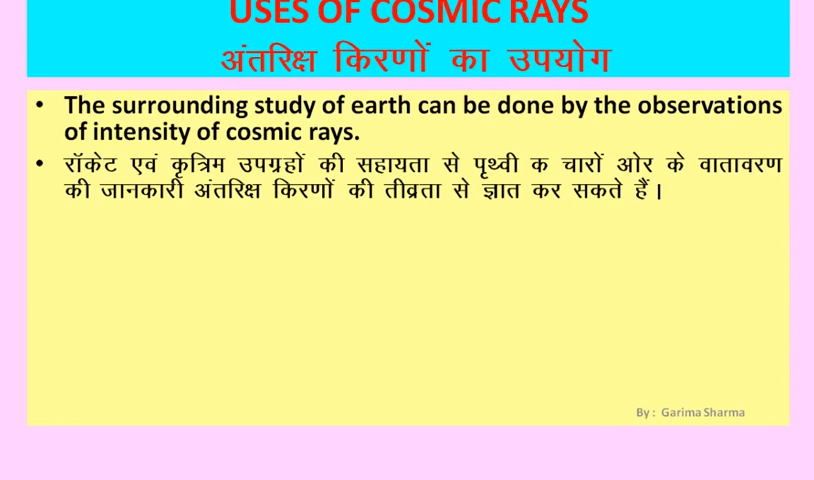 USES OF COSMIC RAYS
अंतरिक्ष किरणों का उपयोग
• The surrounding study of earth can be done by the observations
of intensity of cosmic rays.
• रॉकेट एवं कृत्रिम उपग्रहों की सहायता से पृथ्वी क चारों ओर के वातावरण
की जानकारी अंतरिक्ष किरणों की तीव्रता से ज्ञात कर सकते हैं।
By : Garima Sharma